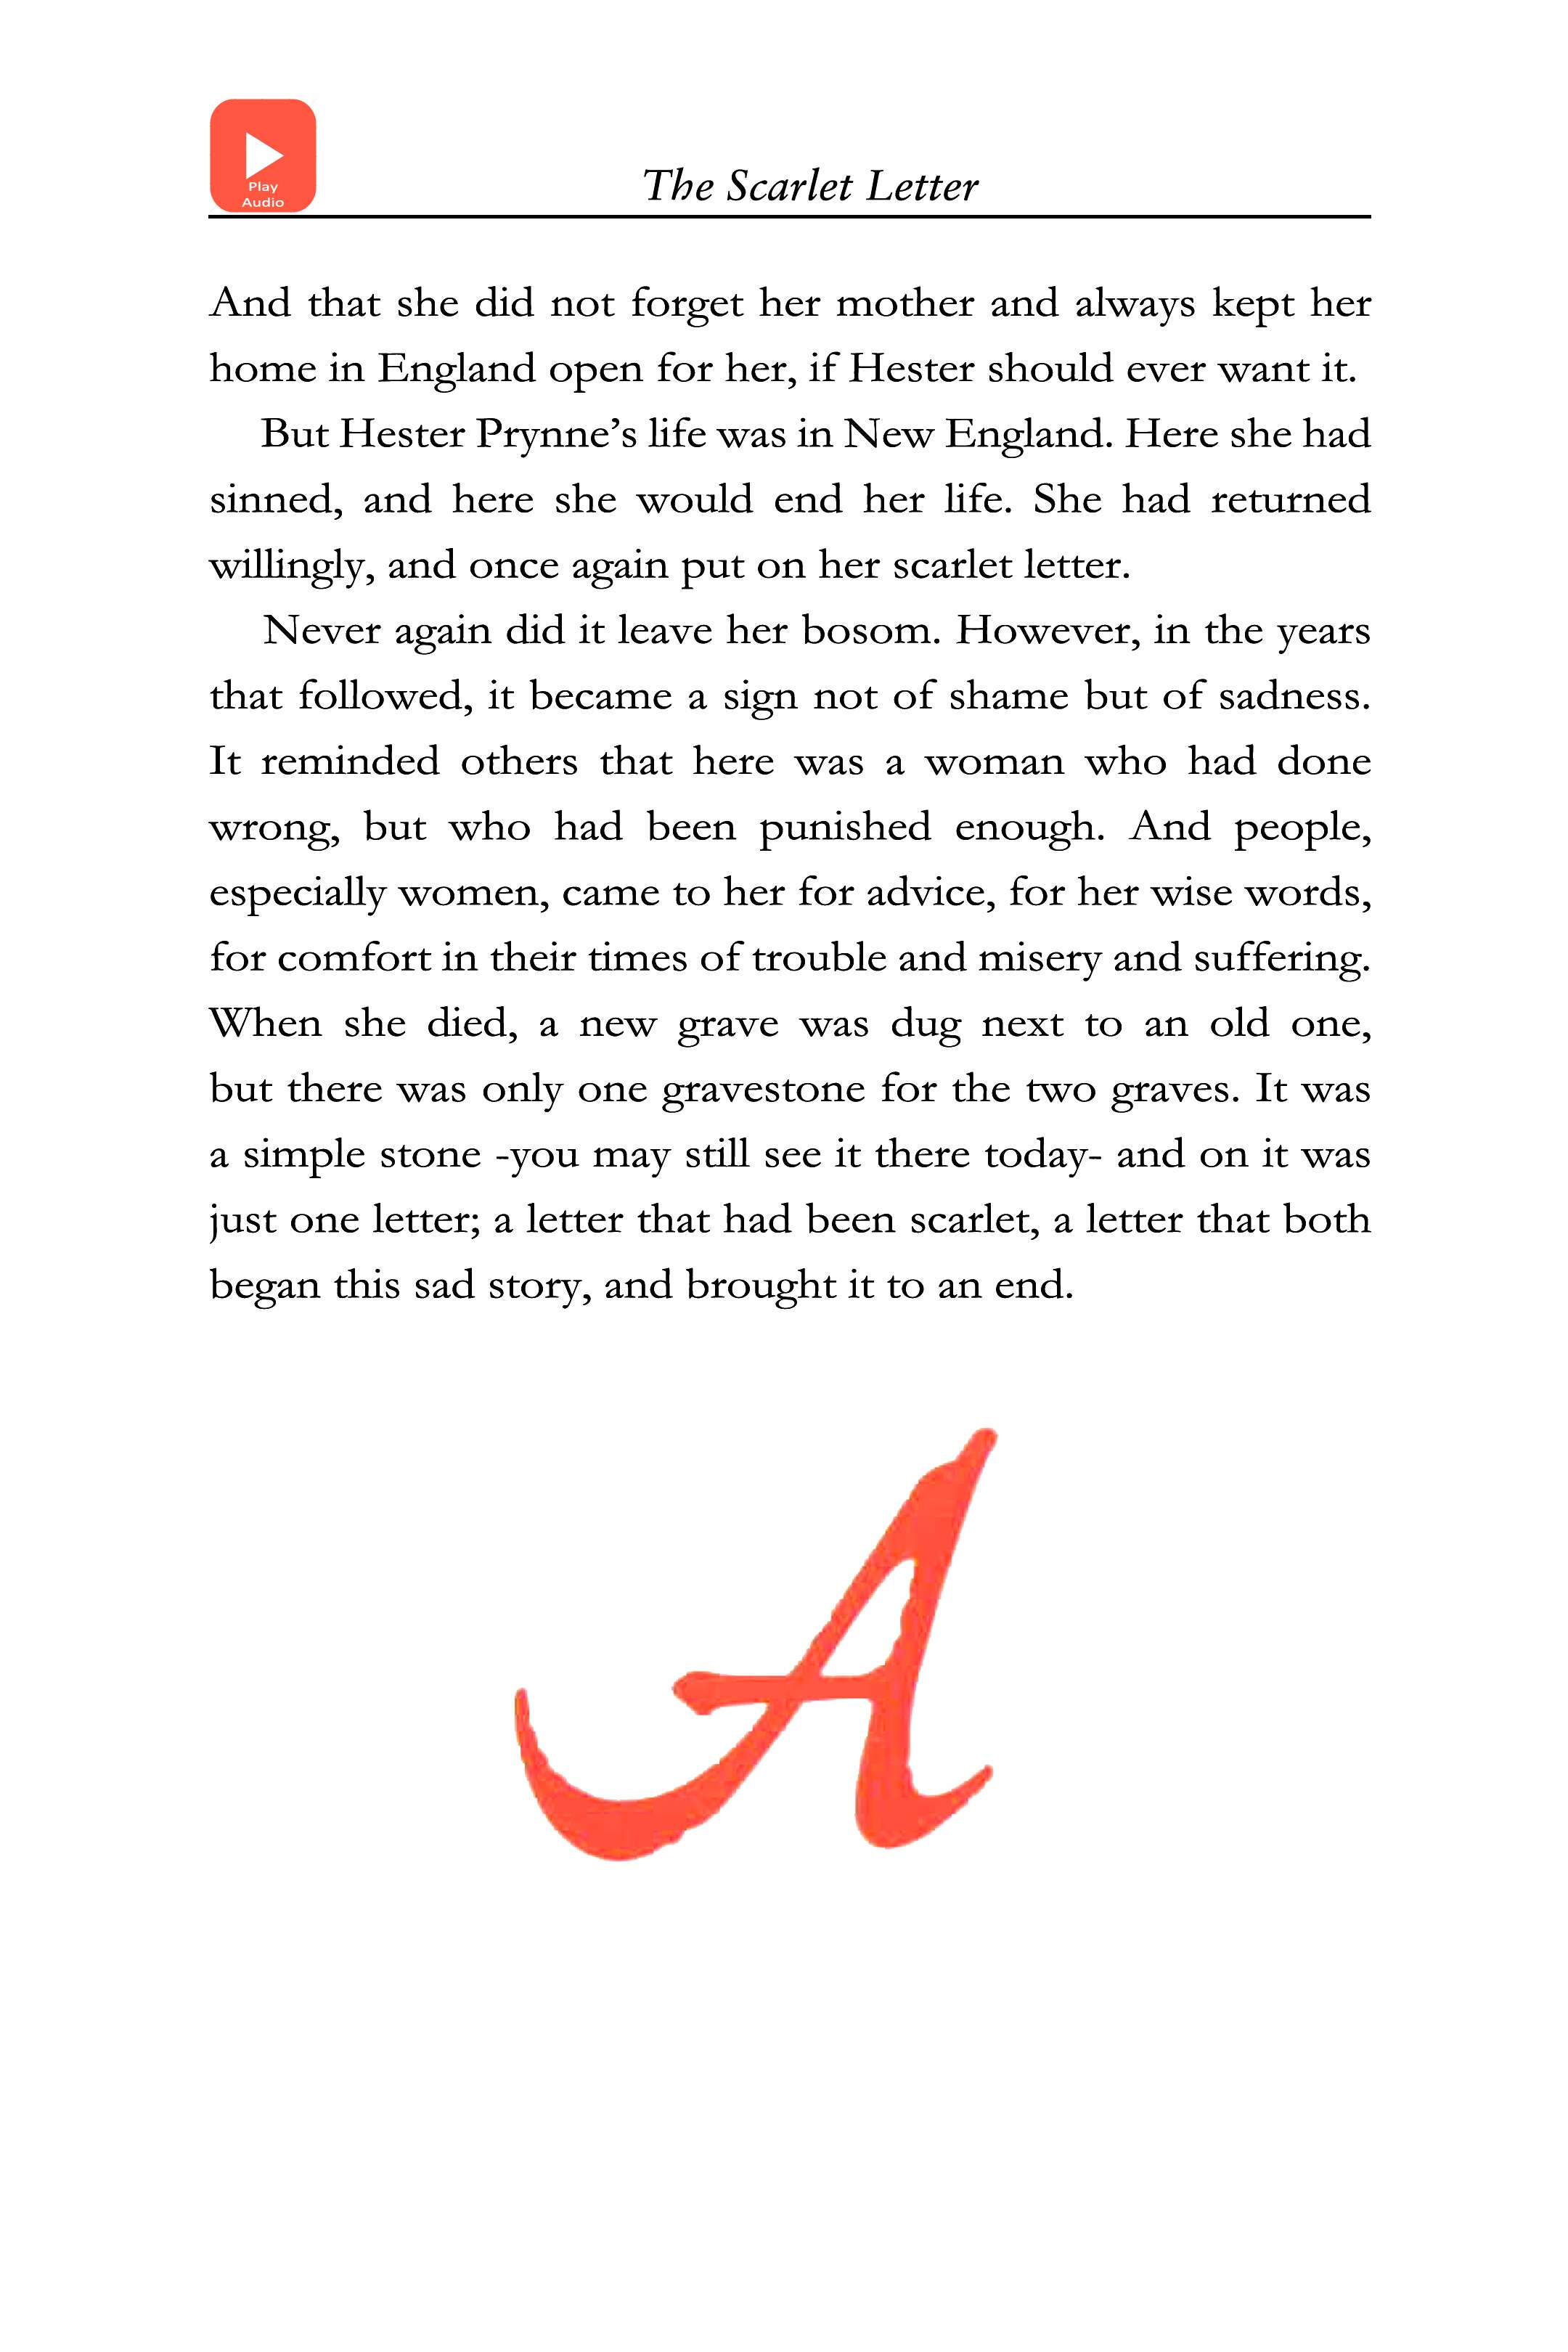 Play
Audio
The Scarlet Letter
And that she did not forget her mother and always kept her
home in England open for her, if Hester should ever want it.
But Hester Prynne’s life was in New England. Here she had
sinned, and here she would end her life. She had returned
willingly, and once again put on her scarlet letter.
Never again did it leave her bosom. However, in the years
that followed, it became a sign not of shame but of sadness.
It reminded others that here was a woman who had done
wrong, but who had been punished enough. And people,
especially women, came to her for advice, for her wise words,
for comfort in their times of trouble and misery and suffering.
When she died, a new grave was dug next to an old one,
but there was only one gravestone for the two graves. It was
a simple stone -you may still see it there today- and on it was
just one letter; a letter that had been scarlet, a letter that both
began this sad story, and brought it to an end.
A